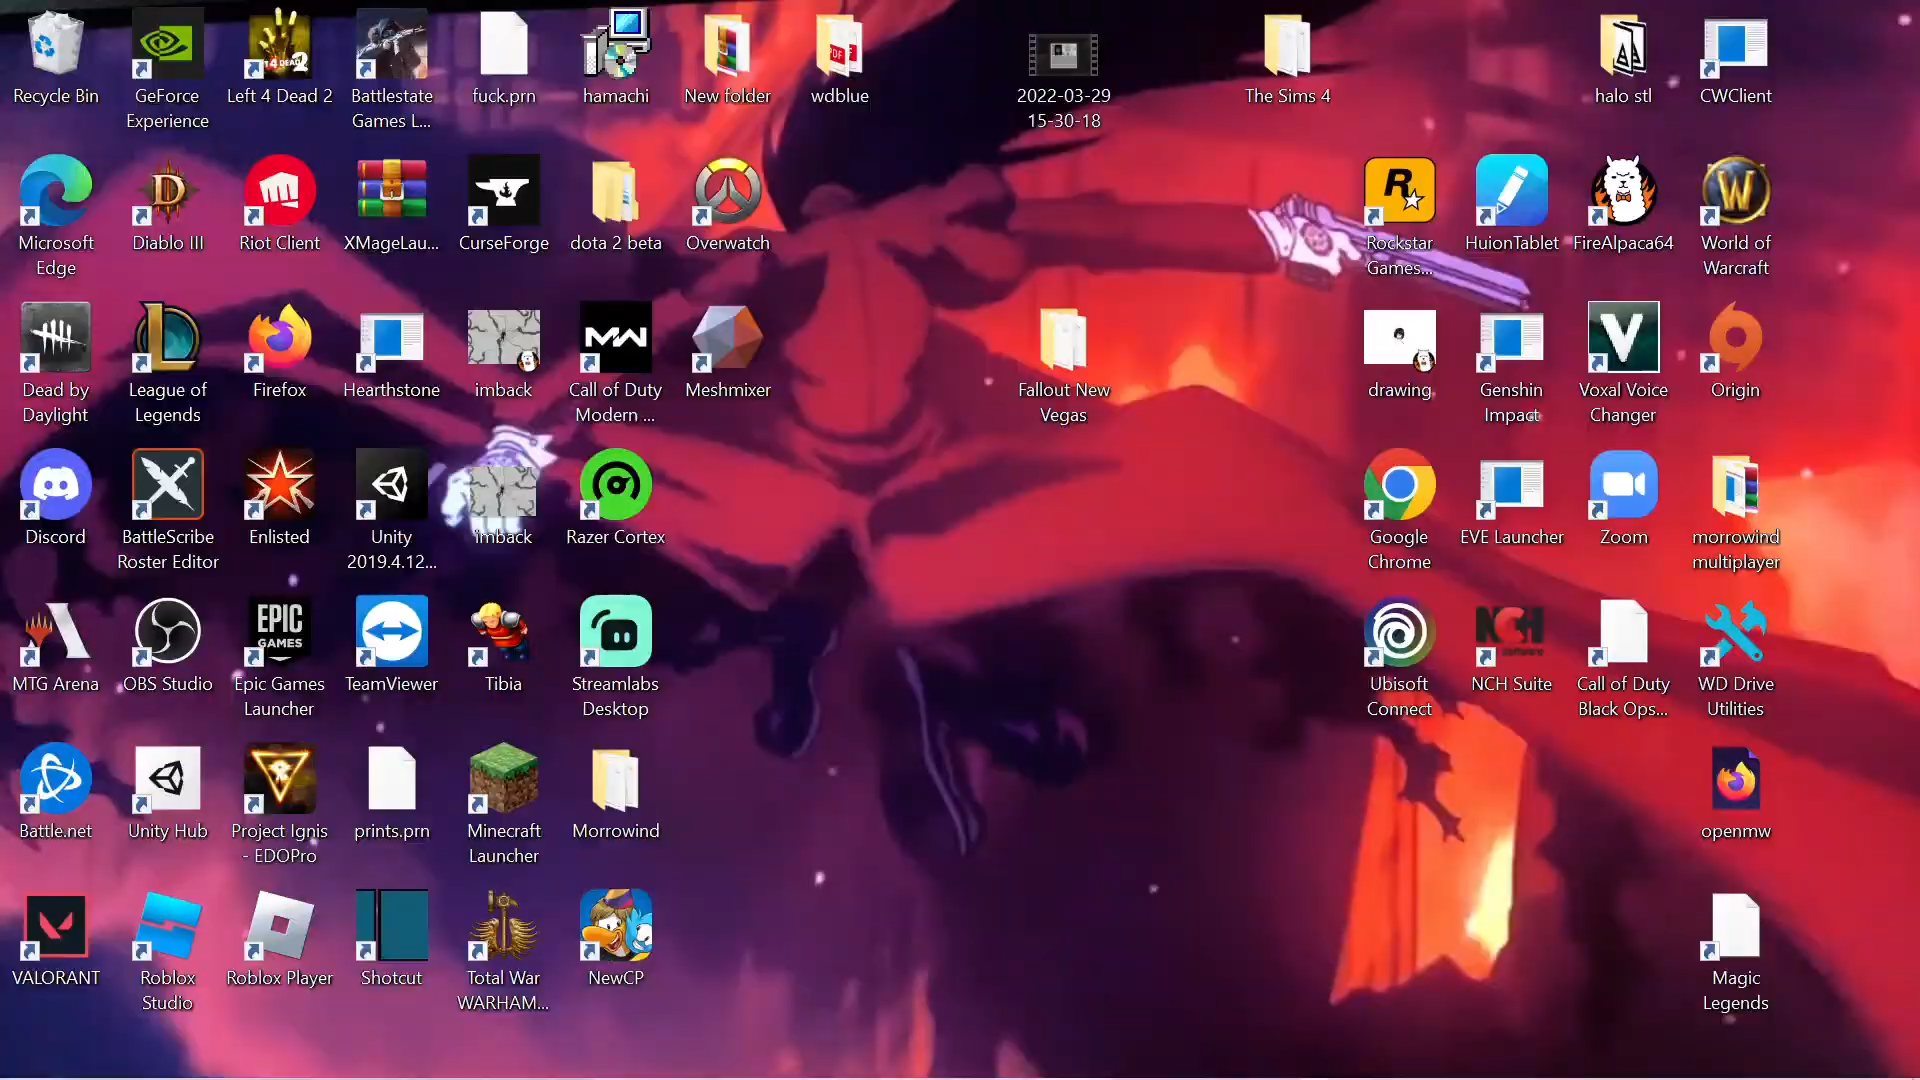 Recycle Bin
GeForce
Experience
Left 4 Dead 2
Battlestate
Games L...
fuck.prn
hamachi
New folder
wdblue
2022-03-29
15-30-18
The Sims 4
halo stl
CWClient
Microsoft
Edge
Diablo III
Riot Client
XMageLau...
CurseForge
dota 2 beta
Overwatch
Rockstar
Games...
HuionTablet
FireAlpaca64
World of
Warcraft
Dead by
Daylight
League of
Legends
Firefox
Hearthstone
imback
Call of Duty
Modern ...
Meshmixer
Fallout New
Vegas
drawing
Genshin
Impact
Voxal Voice
Changer
Origin
Discord
BattleScribe
Roster Editor
Enlisted
Unity
2019.4.12...
imback
Razer Cortex
Google
Chrome
EVE Launcher
Zoom
morrowind
multiplayer
MTG Arena
OBS Studio
EPIC
GAMES
Epic Games
Launcher
TeamViewer
Tibia
Streamlabs
Desktop
Ubisoft
Connect
NCH
Software
NCH Suite
Call of Duty
Black Ops...
WD Drive
Utilities
Battle.net
Unity Hub
Project Ignis
- EDOPro
prints.prn
Minecraft
Launcher
Morrowind
openmw
VALORANT
Roblox
Studio
Roblox Player
Shotcut
Total War
WARHAM...
NewCP
Magic
Legends